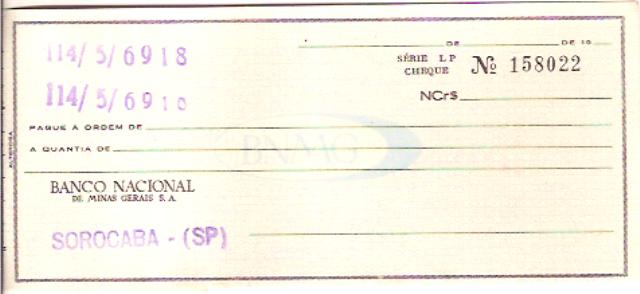 DE DE 19
114/5/6918
SÉRIE LP
CHEQUE Nº 158022
114/5/6910
NCr$
PAGUE À ORDEM DE
A QUANTIA DE
BNMG
BANCO NACIONAL
DE MINAS GERAIS S.A.
SOROCABA - (SP)